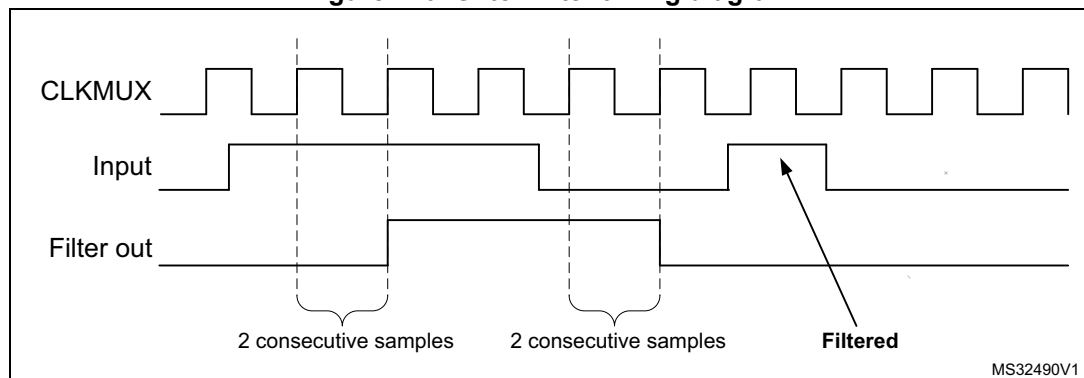 CLKMUX
Input
Filter out
2 consecutive samples
2 consecutive samples
Filtered
MS32490V1